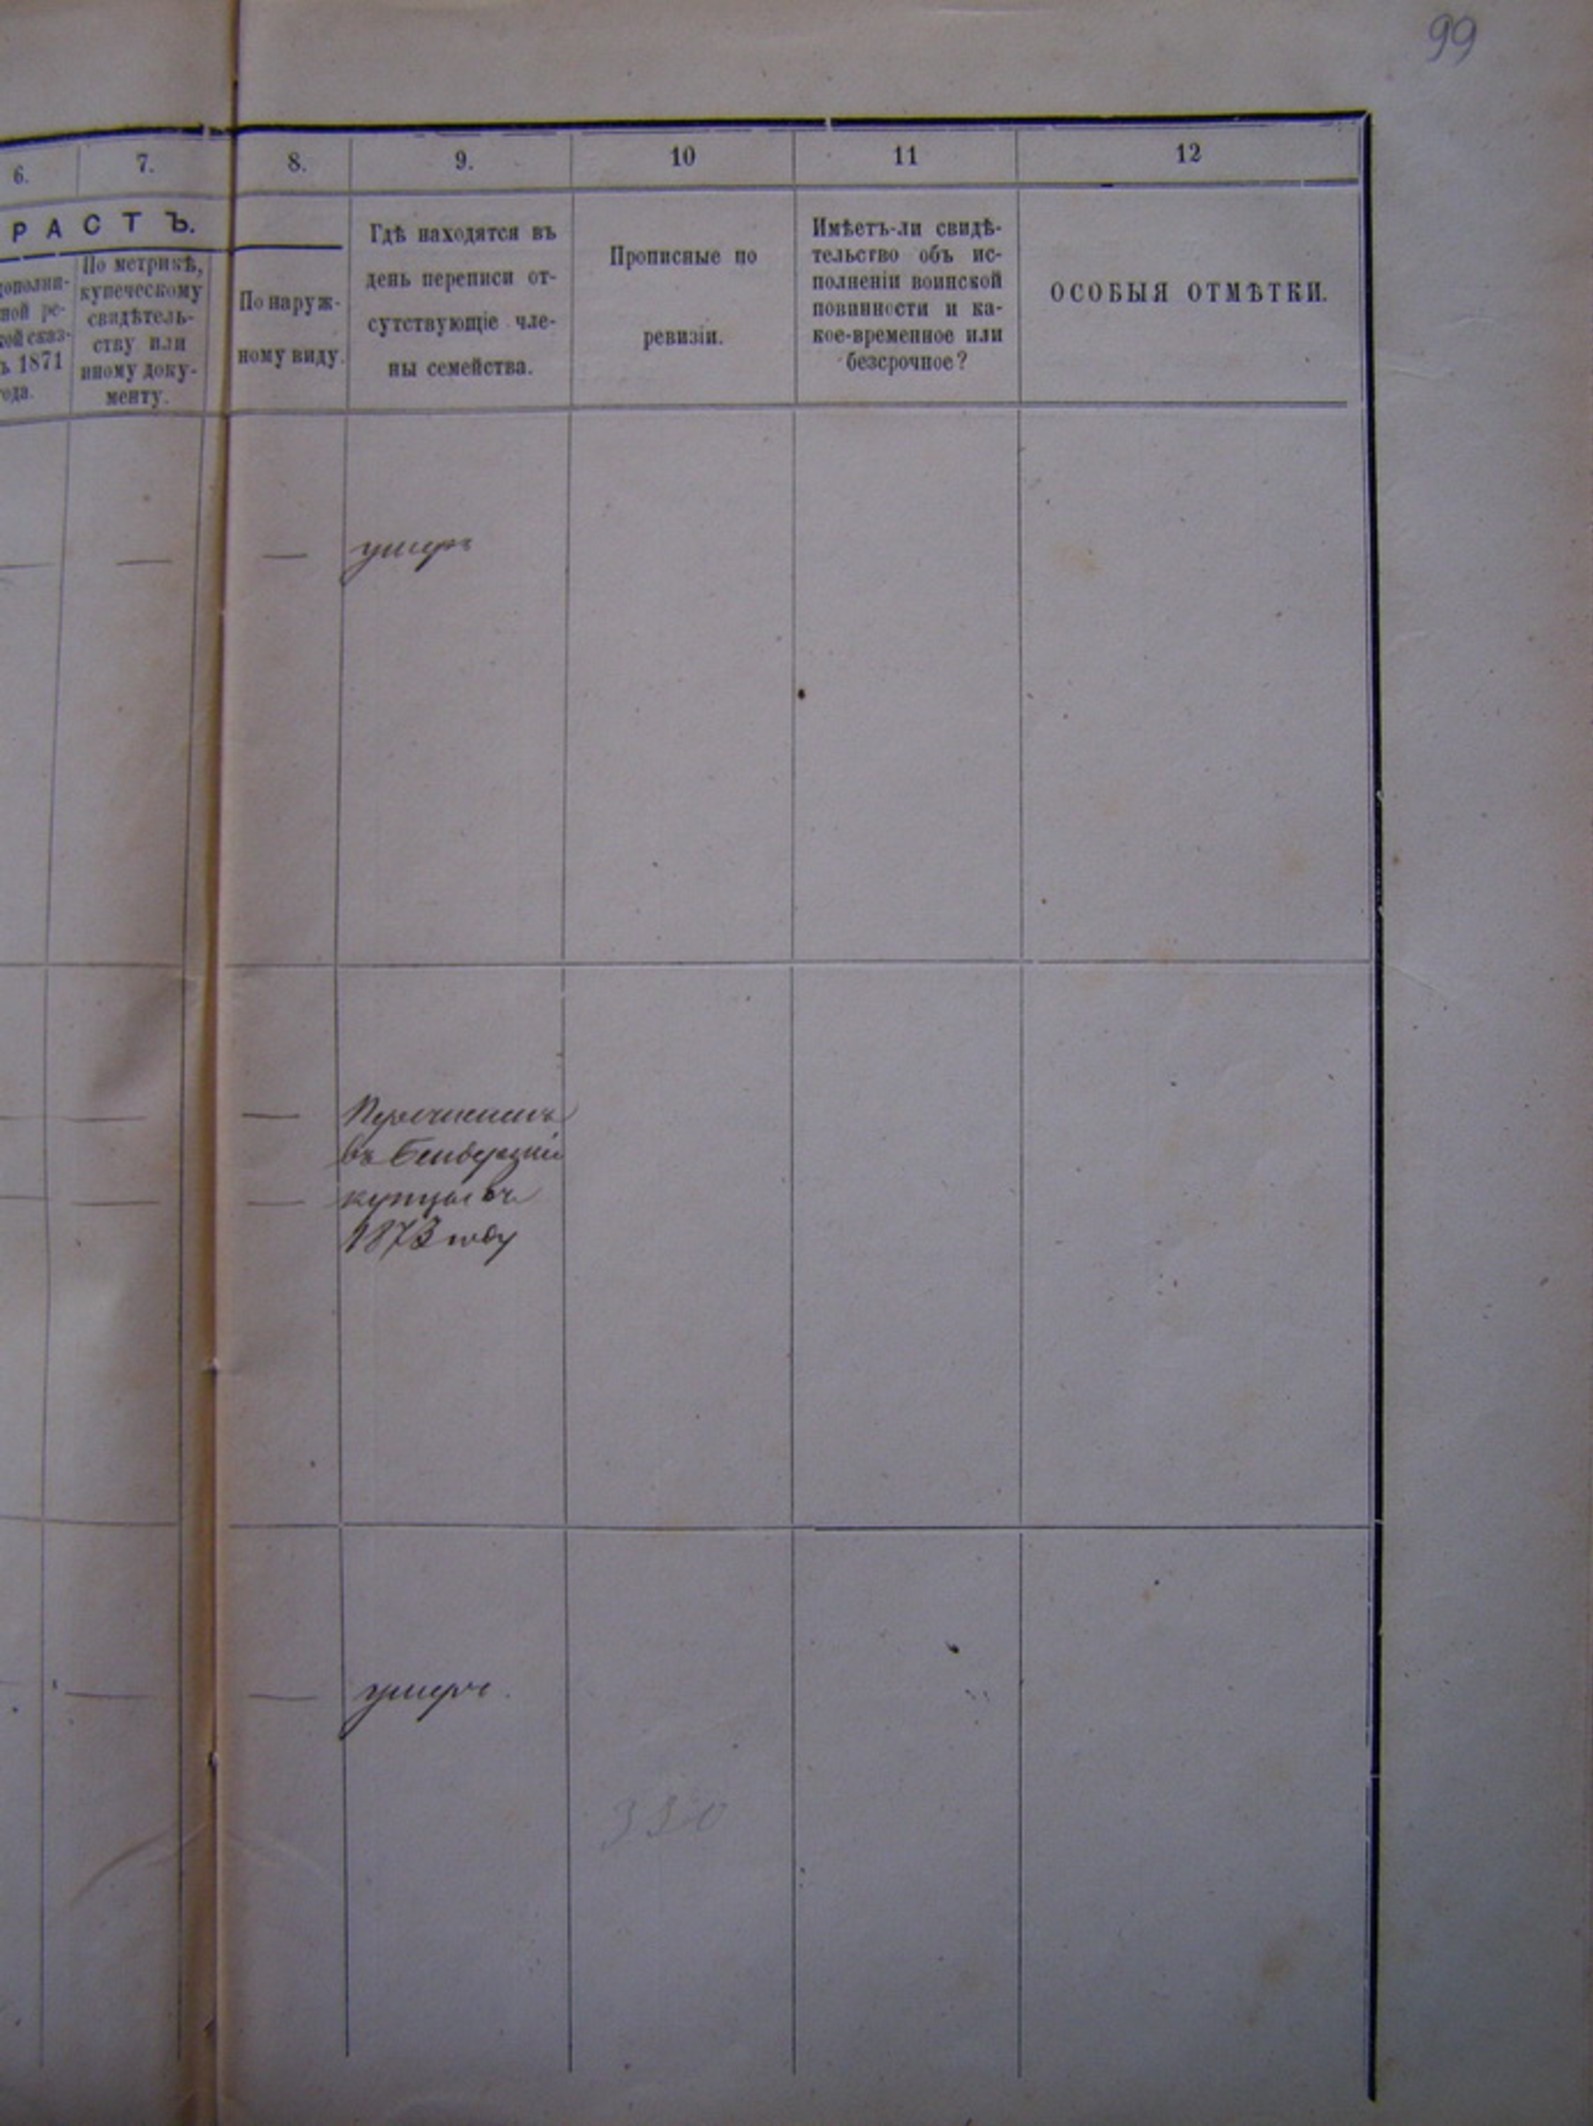 99
6.
7.
8.
9.
10
11
12
РАСТЪ.
дополни-
ной ре-
кой сказ-
ъ 1871
года.
По метрикѣ,
купеческому
свидѣтель-
ству или
иному доку-
менту.
По наруж-
ному виду.
Гдѣ находятся въ
день переписи от-
сутствующіе чле-
ны семейства.
Прописные по
ревизіи.
Имѣетъ-ли свидѣ-
тельство объ ис-
полненіи воинской
повинности и ка-
кое-временное или
безсрочное?
ОСОБЫЯ ОТМѢТКИ.
умеръ
Перечислилъ
въ Бендерскіи
купцы въ
1873 году
умеръ.
330